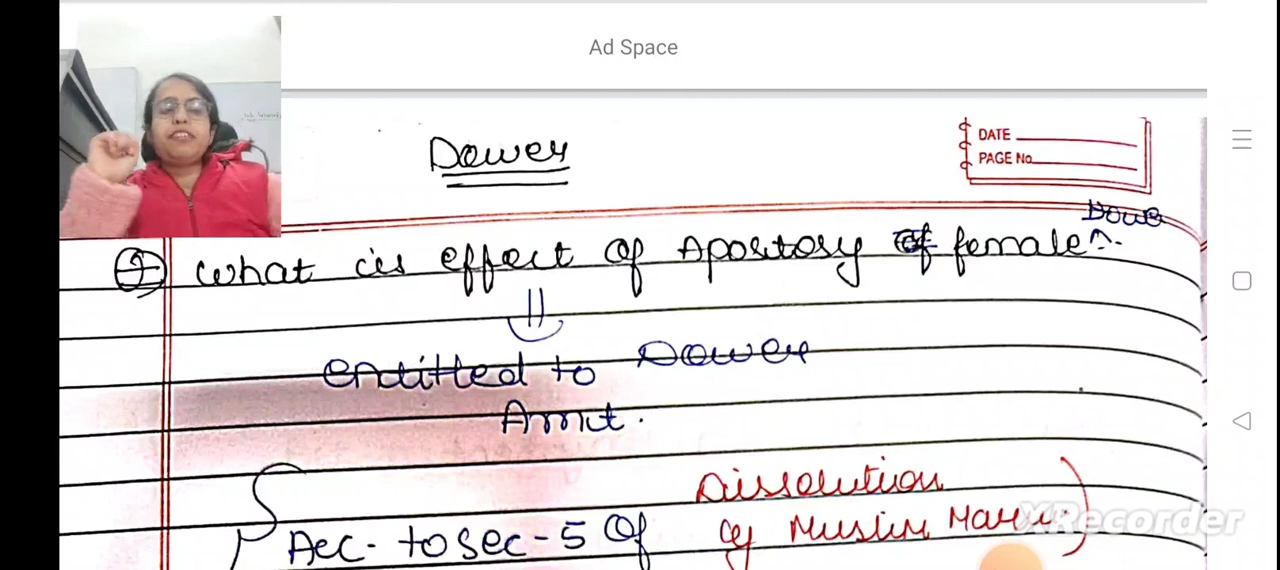 Ad Space
Dower
DATE
PAGE No.
Dower
① What is effect of Apostosy of female ^.
entitled to Dower
Amt.
Dissolution
Acc- to sec-5 Of of Muslim Marri
XRecorder